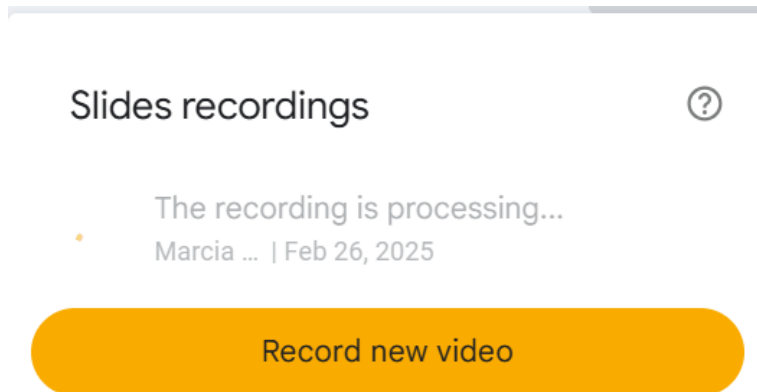 Slides recordings
The recording is processing...
Marcia ... | Feb 26, 2025
Record new video